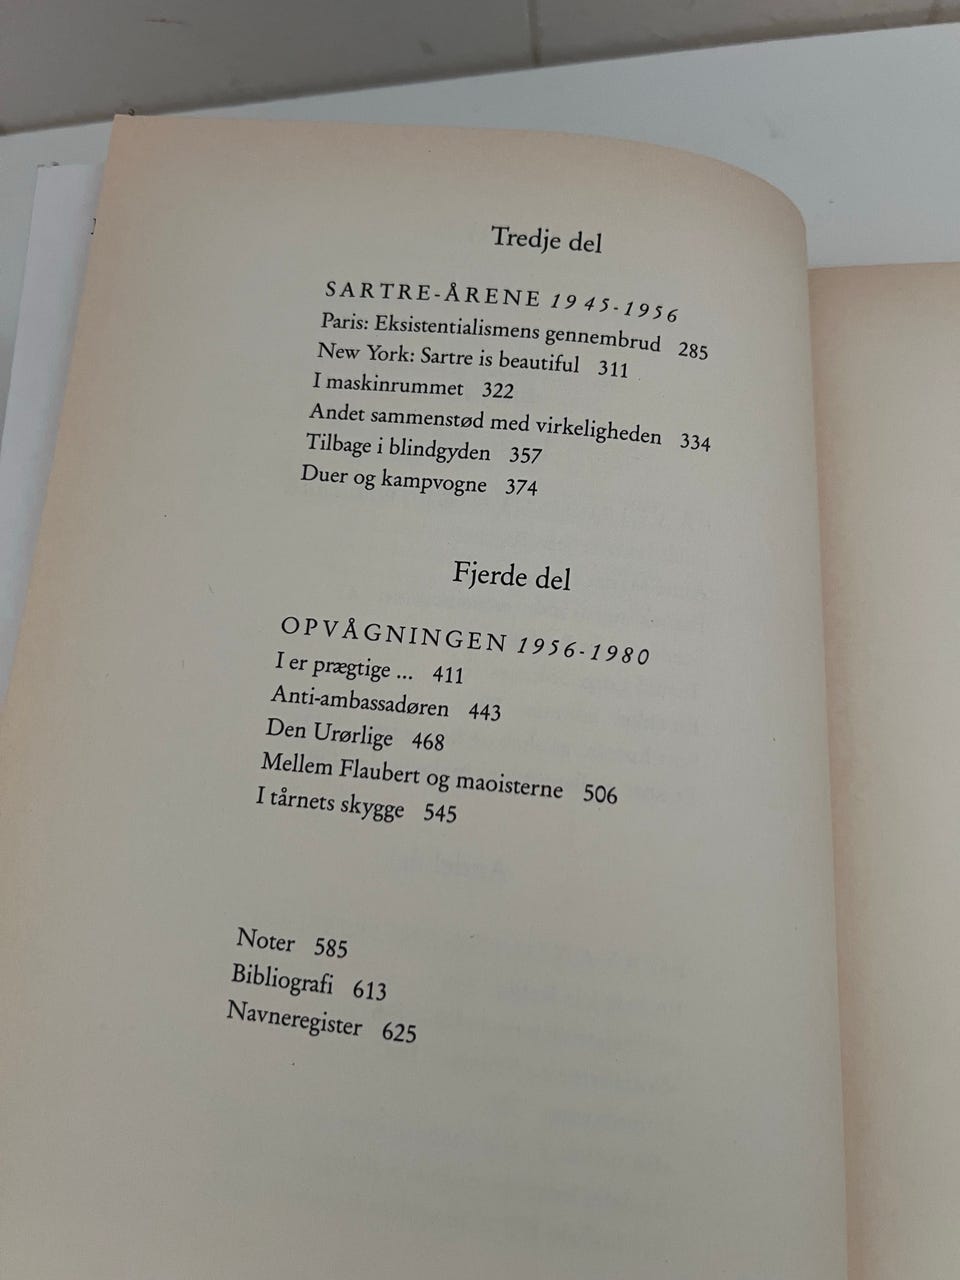 Tredje del
SARTRE-ÅRENE 1945-1956
Paris: Eksistentialismens gennembrud 285
New York: Sartre is beautiful 311
I maskinrummet 322
Andet sammenstød med virkeligheden 334
Tilbage i blindgyden 357
Duer og kampvogne 374
Fjerde del
OPVÅGNINGEN 1956-1980
I er prægtige ... 411
Anti-ambassadøren 443
Den Urørlige 468
Mellem Flaubert og maoisterne 506
I tårnets skygge 545
Noter 585
Bibliografi 613
Navneregister 625